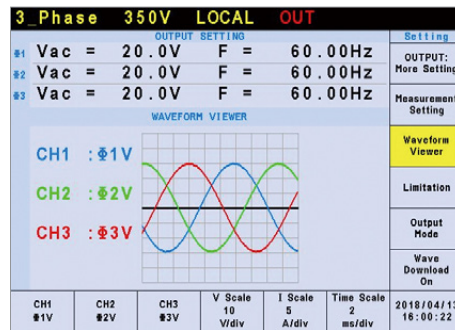 3_Phase 350V LOCAL OUT
OUTPUT SETTING
Φ1 Vac = 20.0V F = 60.00Hz
Φ2 Vac = 20.0V F = 60.00Hz
Φ3 Vac = 20.0V F = 60.00Hz
WAVEFORM VIEWER
CH1 :Φ1V
CH2 :Φ2V
CH3 :Φ3V
Setting
OUTPUT:
More Setting
Measurement
Setting
Waveform
Viewer
Limitation
Output
Mode
Wave
Download
On
CH1
Φ1V
CH2
Φ2V
CH3
Φ3V
V Scale
10
V/div
I Scale
5
A/div
Time Scale
2
ms/div
2018/04/13
16:00:22